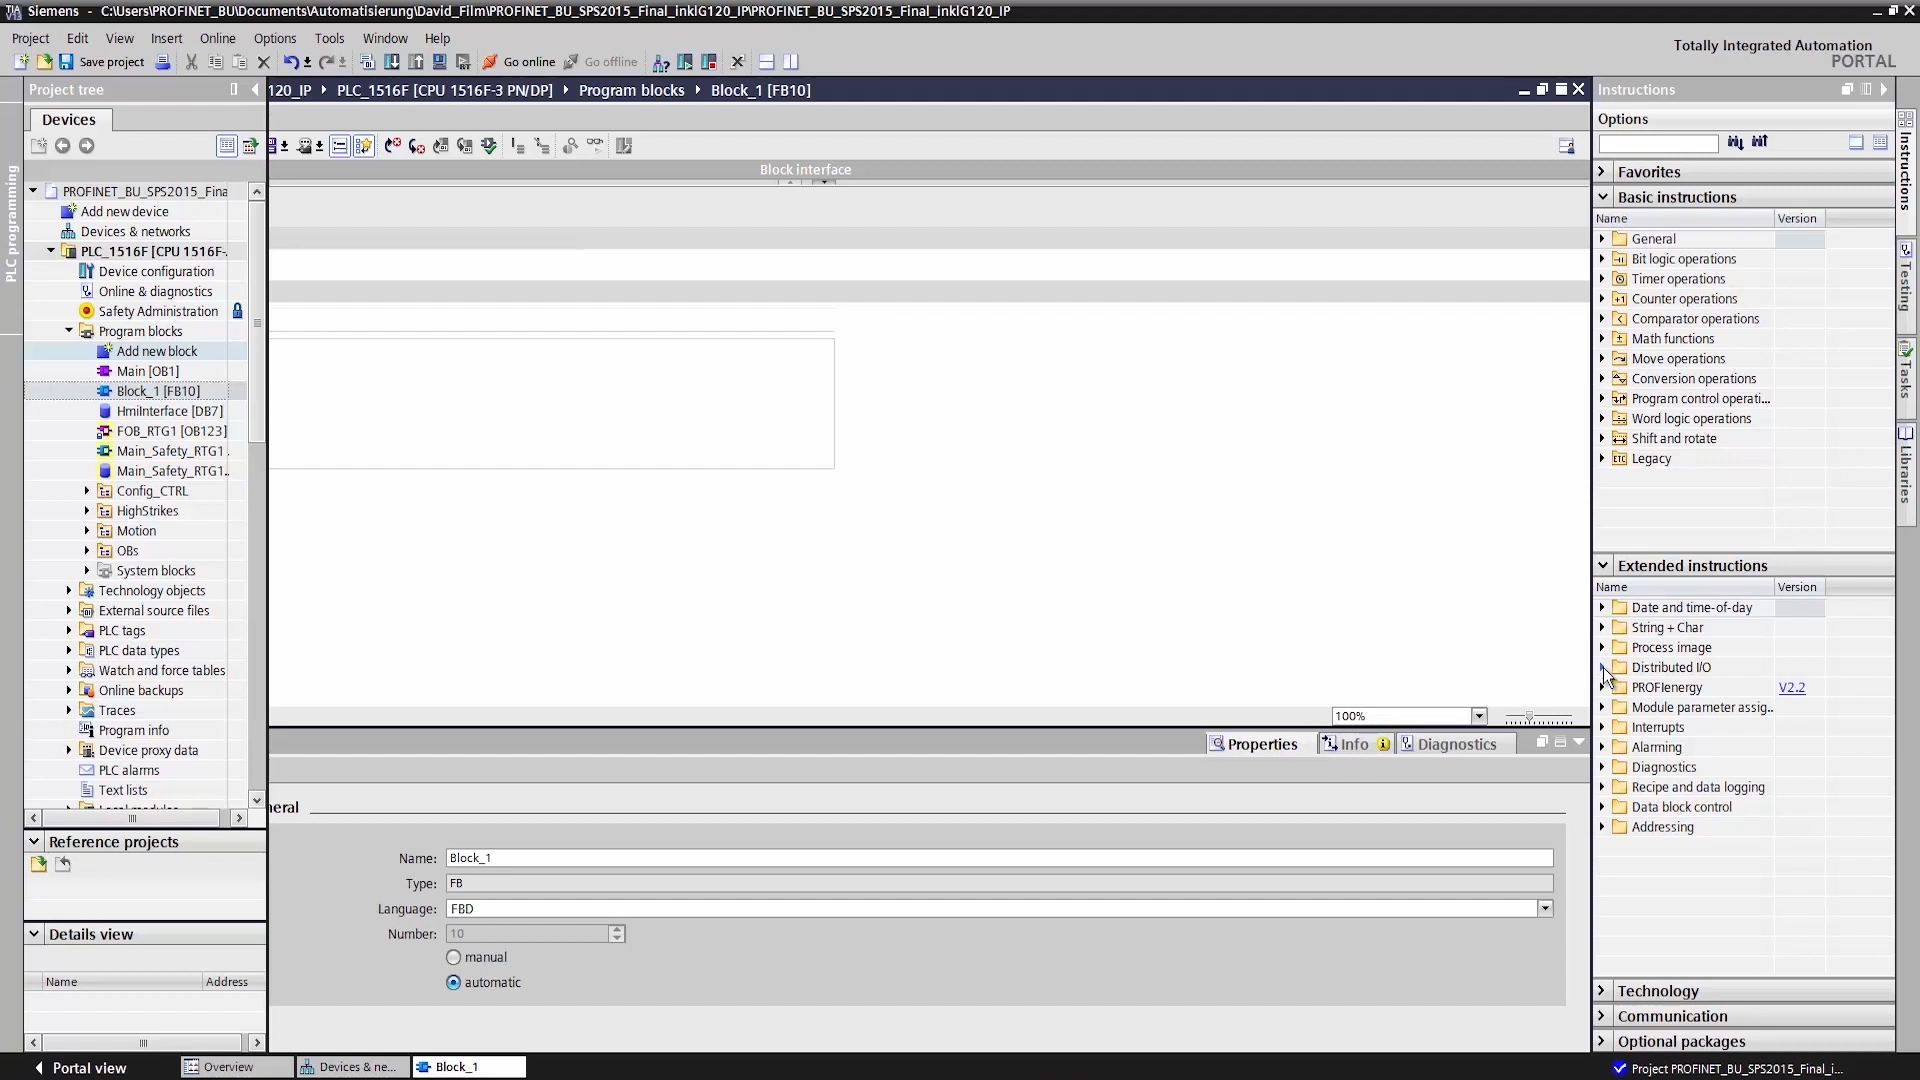 Siemens - C:\Users\PROFINET_BU\Documents\Automatisierung\David_Film\PROFINET_BU_SPS2015_Final_inklG120_IP\PROFINET_BU_SPS2015_Final_inklG120_IP
Project Edit View Insert Online Options Tools Window Help
Totally Integrated Automation
PORTAL
Save project
Go online
Go offline
Project tree
120_IP PLC_1516F [CPU 1516F-3 PN/DP] Program blocks Block_1 [FB10]
Devices
PLC programming
PROFINET_BU_SPS2015_Fina
Add new device
Devices & networks
PLC_1516F [CPU 1516F-
Device configuration
Online & diagnostics
Safety Administration
Program blocks
Add new block
Main [OB1]
Block_1 [FB10]
HmiInterface [DB7]
FOB_RTG1 [OB123]
Main_Safety_RTG1
Main_Safety_RTG1..
Config_CTRL
HighStrikes
Motion
OBs
System blocks
Technology objects
External source files
PLC tags
PLC data types
Watch and force tables
Online backups
Traces
Program info
Device proxy data
PLC alarms
Text lists
Reference projects
Details view
Name Address
Block interface
100%
Properties Info Diagnostics
neral
Name: Block_1
Type: FB
Language: FBD
Number: 10
manual
automatic
Instructions
Options
Favorites
Basic instructions
Name Version
General
Bit logic operations
Timer operations
Counter operations
Comparator operations
Math functions
Move operations
Conversion operations
Program control operati...
Word logic operations
Shift and rotate
Legacy
Extended instructions
Name Version
Date and time-of-day
String + Char
Process image
Distributed I/O
PROFIenergy V2.2
Module parameter assig..
Interrupts
Alarming
Diagnostics
Recipe and data logging
Data block control
Addressing
Technology
Communication
Optional packages
Instructions
Testing
Tasks
Libraries
Portal view
Overview
Devices & ne...
Block_1
Project PROFINET_BU_SPS2015_Final_i...